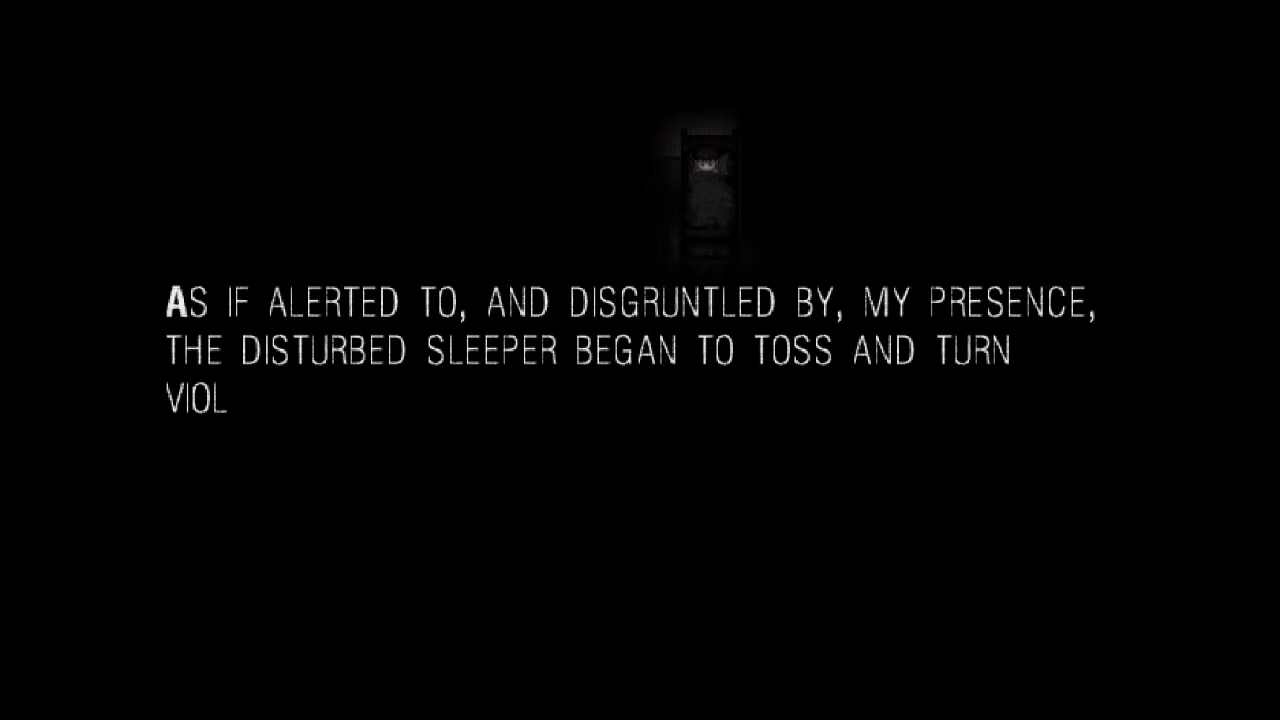 AS IF ALERTED TO, AND DISGRUNTLED BY, MY PRESENCE,
THE DISTURBED SLEEPER BEGAN TO TOSS AND TURN
VIOL